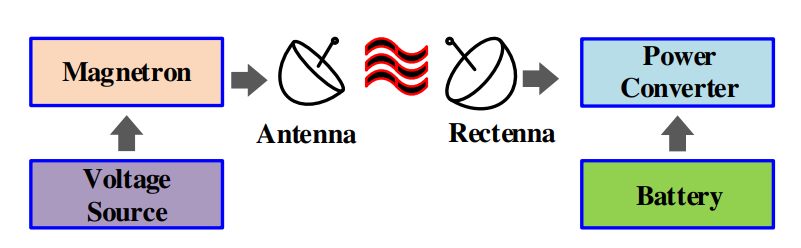 Magnetron
Power
Converter
Antenna
Rectenna
Voltage
Source
Battery